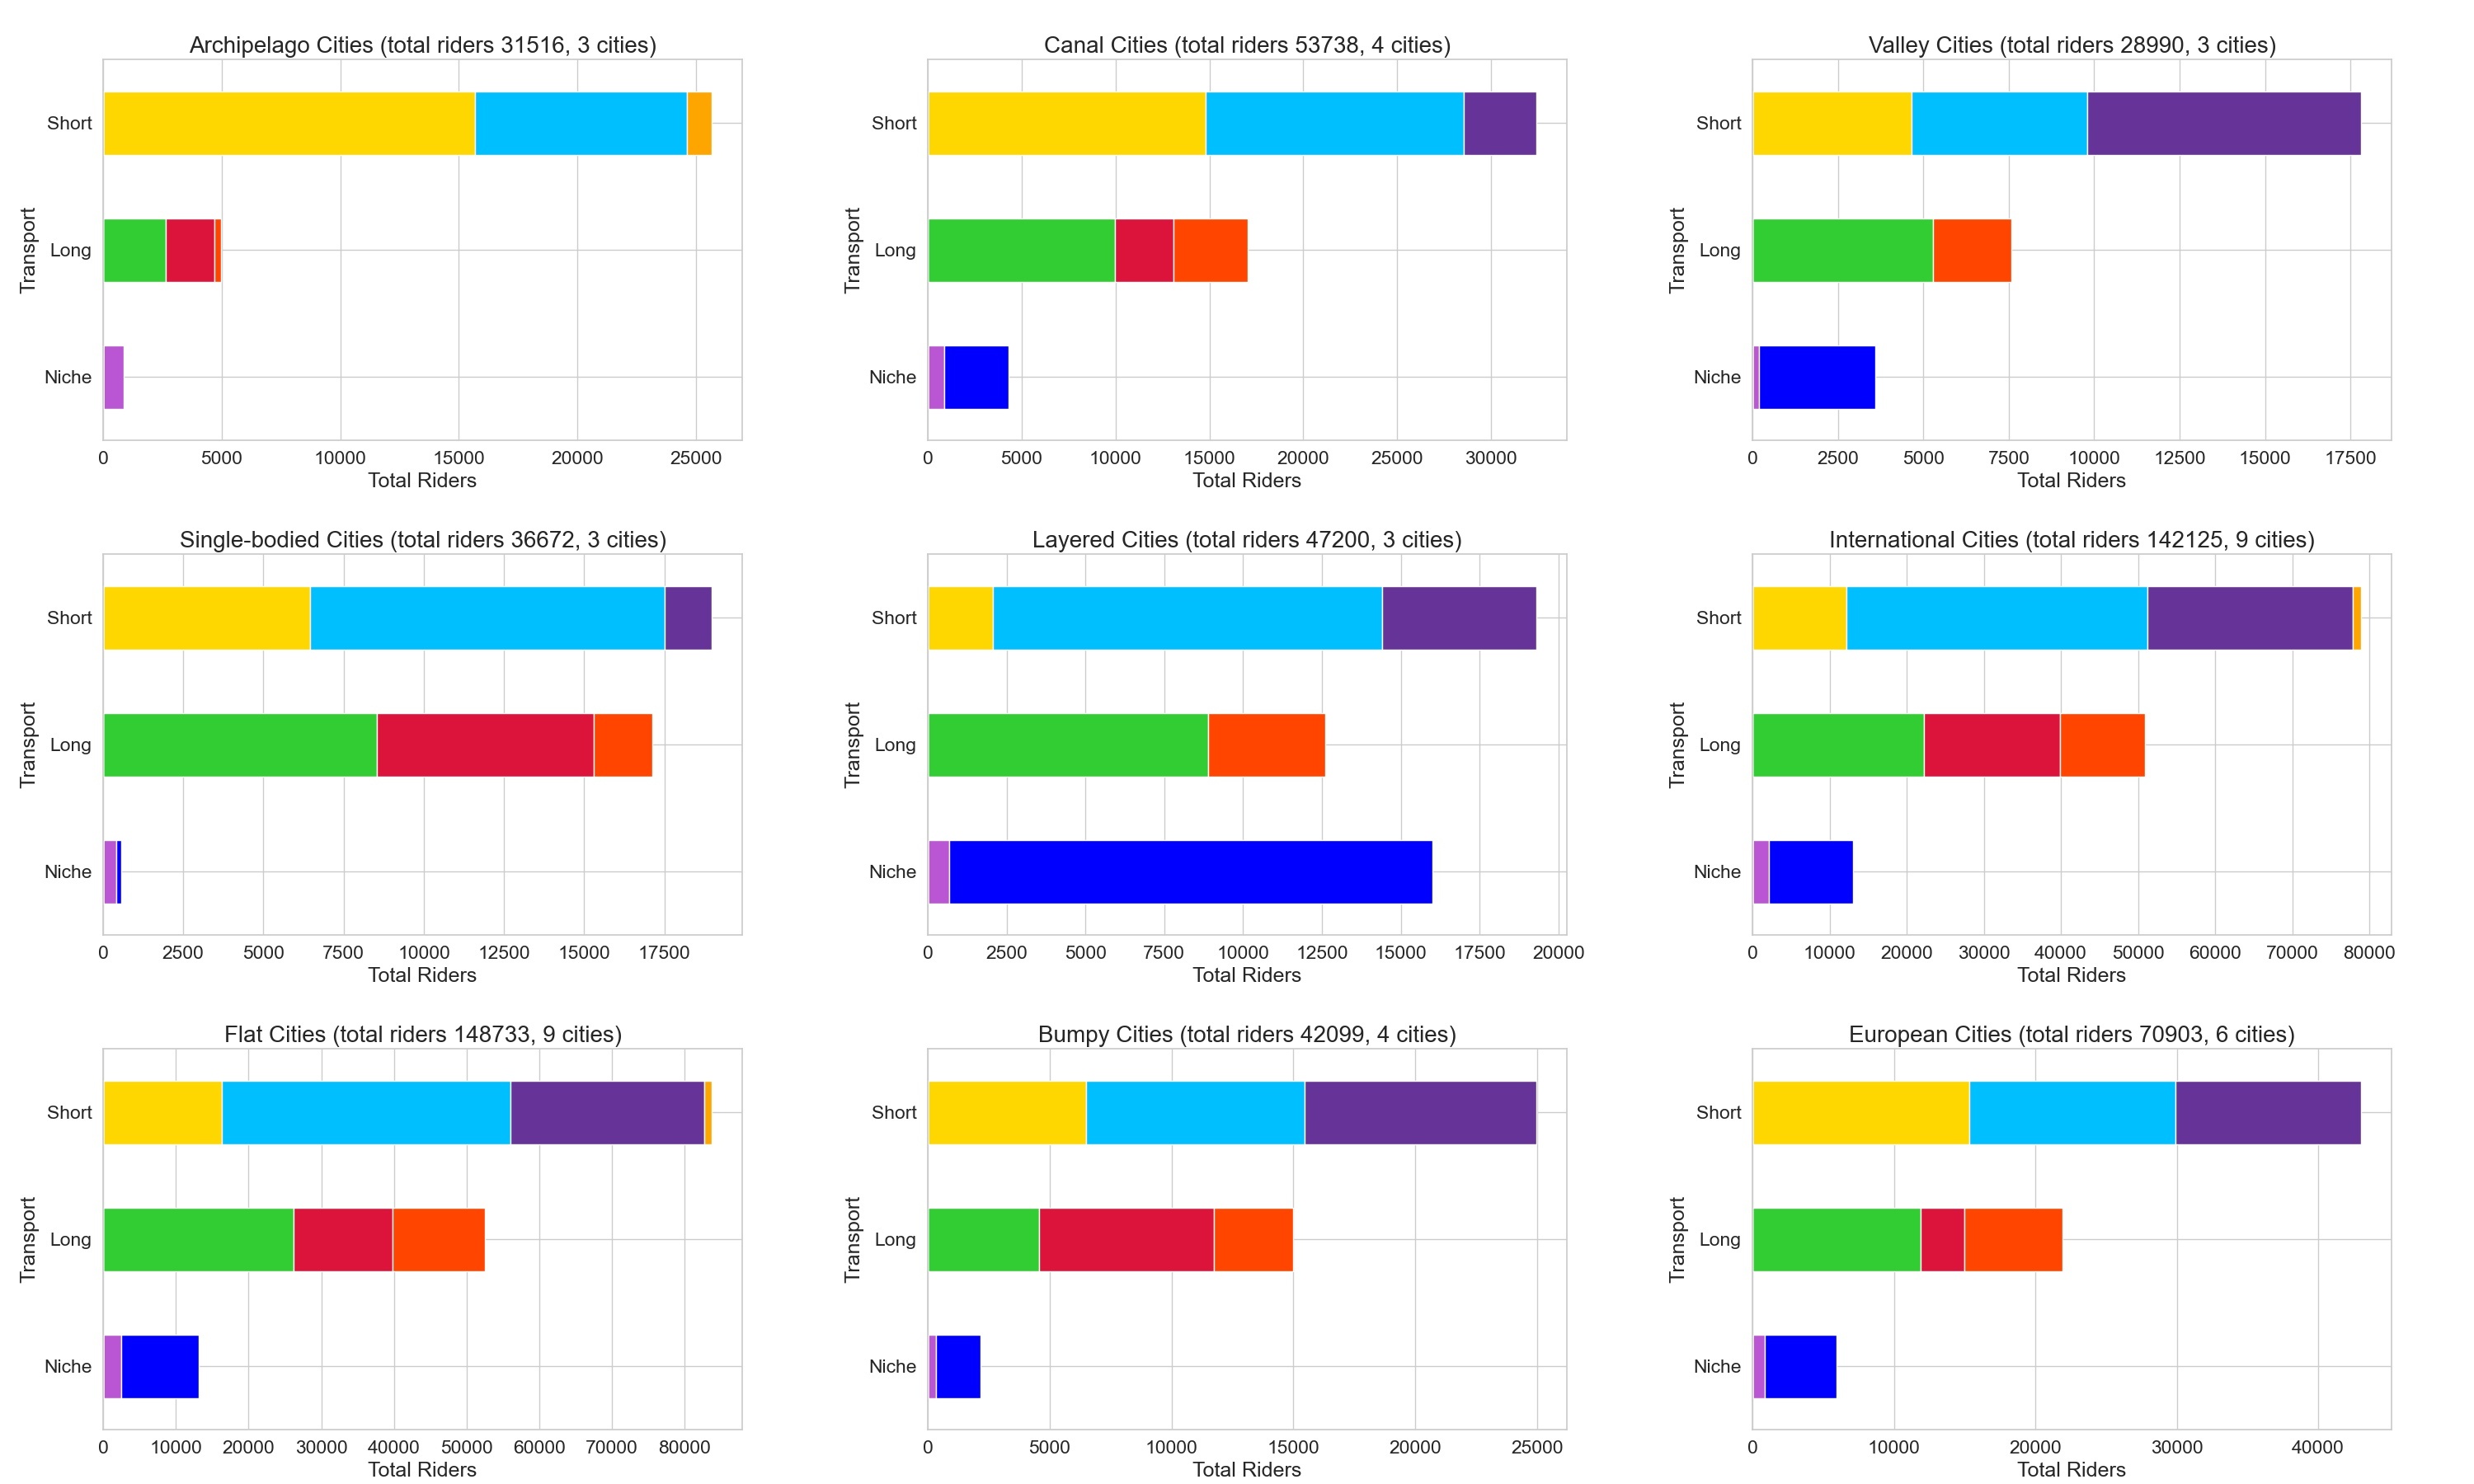 Archipelago Cities (total riders 31516, 3 cities)
Short
Long
Niche
Transport
0 5000 10000 15000 20000 25000
Total Riders
Canal Cities (total riders 53738, 4 cities)
Short
Long
Niche
Transport
0 5000 10000 15000 20000 25000 30000
Total Riders
Valley Cities (total riders 28990, 3 cities)
Short
Long
Niche
Transport
0 2500 5000 7500 10000 12500 15000 17500
Total Riders
Single-bodied Cities (total riders 36672, 3 cities)
Short
Long
Niche
Transport
0 2500 5000 7500 10000 12500 15000 17500
Total Riders
Layered Cities (total riders 47200, 3 cities)
Short
Long
Niche
Transport
0 2500 5000 7500 10000 12500 15000 17500 20000
Total Riders
International Cities (total riders 142125, 9 cities)
Short
Long
Niche
Transport
0 10000 20000 30000 40000 50000 60000 70000 80000
Total Riders
Flat Cities (total riders 148733, 9 cities)
Short
Long
Niche
Transport
0 10000 20000 30000 40000 50000 60000 70000 80000
Total Riders
Bumpy Cities (total riders 42099, 4 cities)
Short
Long
Niche
Transport
0 5000 10000 15000 20000 25000
Total Riders
European Cities (total riders 70903, 6 cities)
Short
Long
Niche
Transport
0 10000 20000 30000 40000
Total Riders